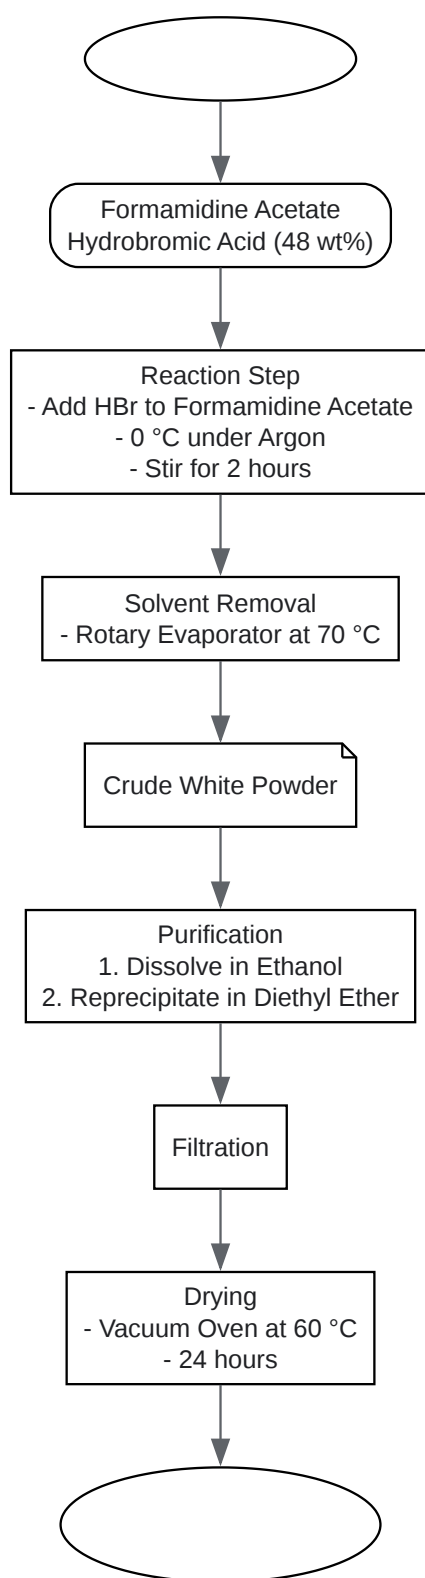 Formamidine Acetate
Hydrobromic Acid (48 wt%)
Reaction Step
- Add HBr to Formamidine Acetate
- 0 °C under Argon
- Stir for 2 hours
Solvent Removal
- Rotary Evaporator at 70 °C
Crude White Powder
Purification
1. Dissolve in Ethanol
2. Reprecipitate in Diethyl Ether
Filtration
Drying
- Vacuum Oven at 60 °C
- 24 hours